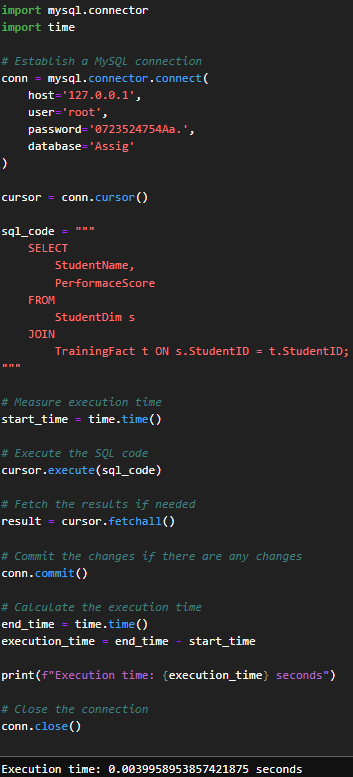 import mysql.connector
import time
# Establish a MySQL connection
conn = mysql.connector.connect(
host='127.0.0.1',
user='root',
password='0723524754Aa.',
database='Assig'
)
cursor = conn.cursor()
sql_code = """
SELECT
StudentName,
PerformaceScore
FROM
StudentDim s
JOIN
TrainingFact t ON s.StudentID = t.StudentID;
"""
# Measure execution time
start_time = time.time()
# Execute the SQL code
cursor.execute(sql_code)
# Fetch the results if needed
result = cursor.fetchall()
# Commit the changes if there are any changes
conn.commit()
# Calculate the execution time
end_time = time.time()
execution_time = end_time - start_time
print(f"Execution time: {execution_time} seconds")
# Close the connection
conn.close()
Execution time: 0.0039958953857421875 seconds